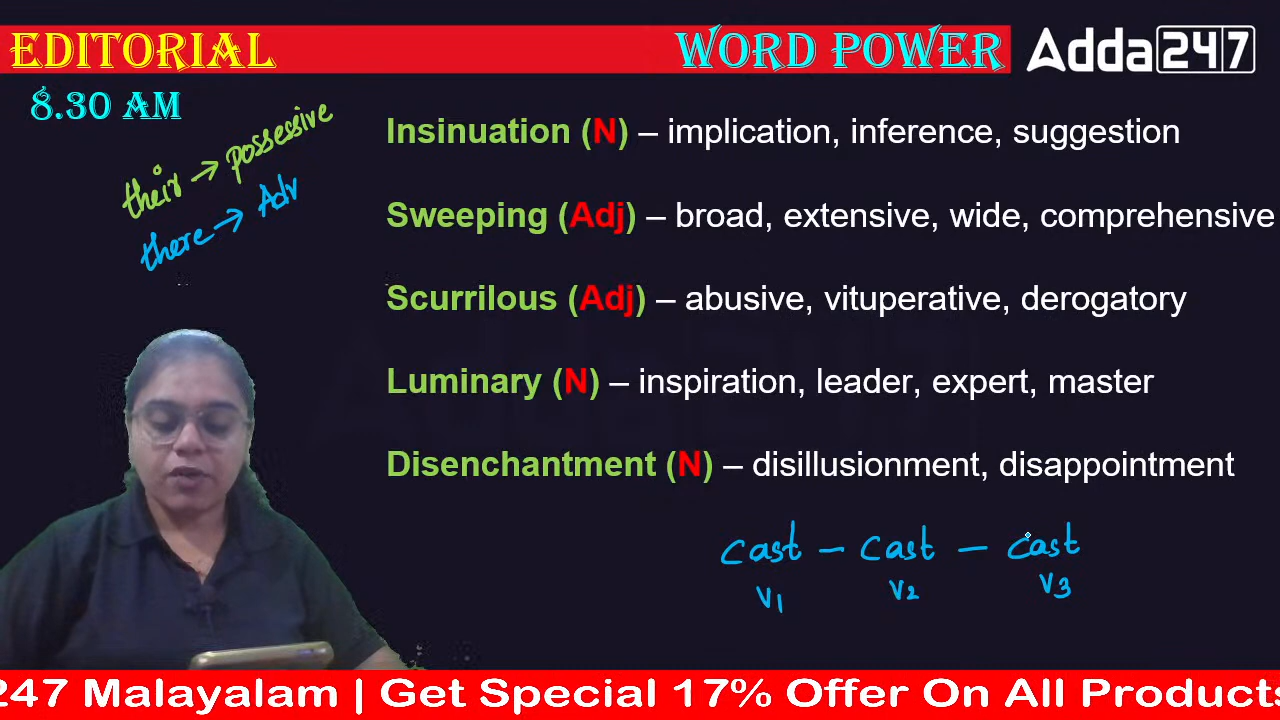 EDITORIAL
WORD POWER
Adda247
8.30 AM
their → possessive
there → Adv
Insinuation (N) – implication, inference, suggestion
Sweeping (Adj) – broad, extensive, wide, comprehensive
Scurrilous (Adj) – abusive, vituperative, derogatory
Luminary (N) – inspiration, leader, expert, master
Disenchantment (N) – disillusionment, disappointment
Cast – Cast – Cast
V1 V2 V3
247 Malayalam | Get Special 17% Offer On All Products